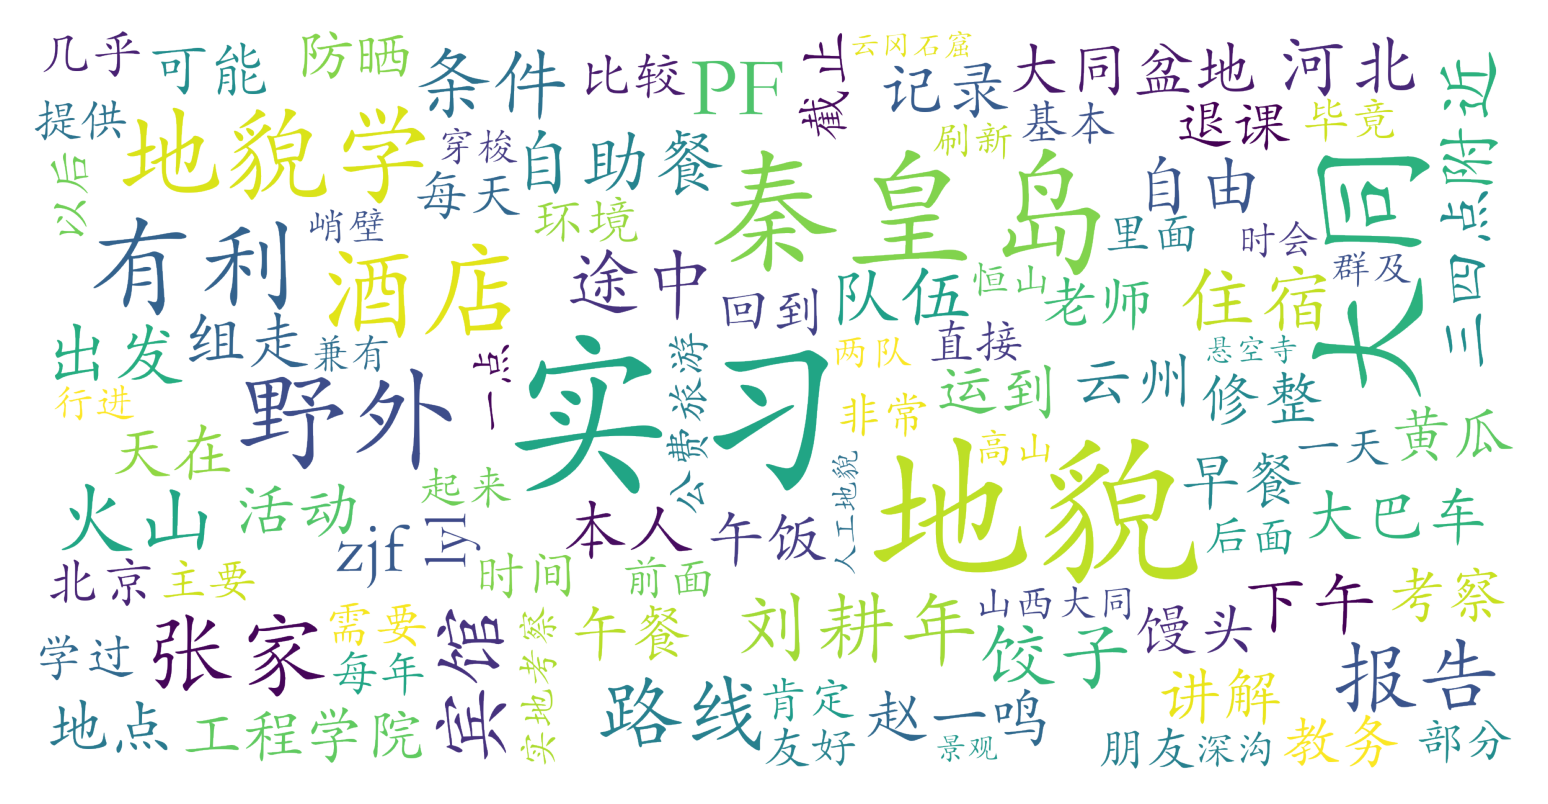 几乎
可能
防晒
条件
比较
PF
截止
云冈石窟
记录
大同盆地
河北
附近
提供
地貌学
穿梭
自助餐
刷新
基本
退课
毕竟
以后
每天
环境
秦皇岛
自由
里面
时会
大同
三四点
有利
峭壁
酒店
途中
回到
队伍
恒山
老师
住宿
群及
出发
组走
兼有
一点
实习
公费旅游
两队
直接
运到
云州
悬空寺
修整
行进
野外
非常
高山
黄瓜
天在
起来
地貌
早餐
一天
火山
活动
zjf
lyl
本人
午饭
人工地貌
后面
大巴车
北京
主要
时间
前面
山西大同
馒头
下午
考察
学过
张家
需要
每年
宾馆
实地考察
午餐
刘耕年
饺子
报告
地点
工程学院
路线
肯定
友好
赵一鸣
景观
讲解
朋友
深沟
教务
部分